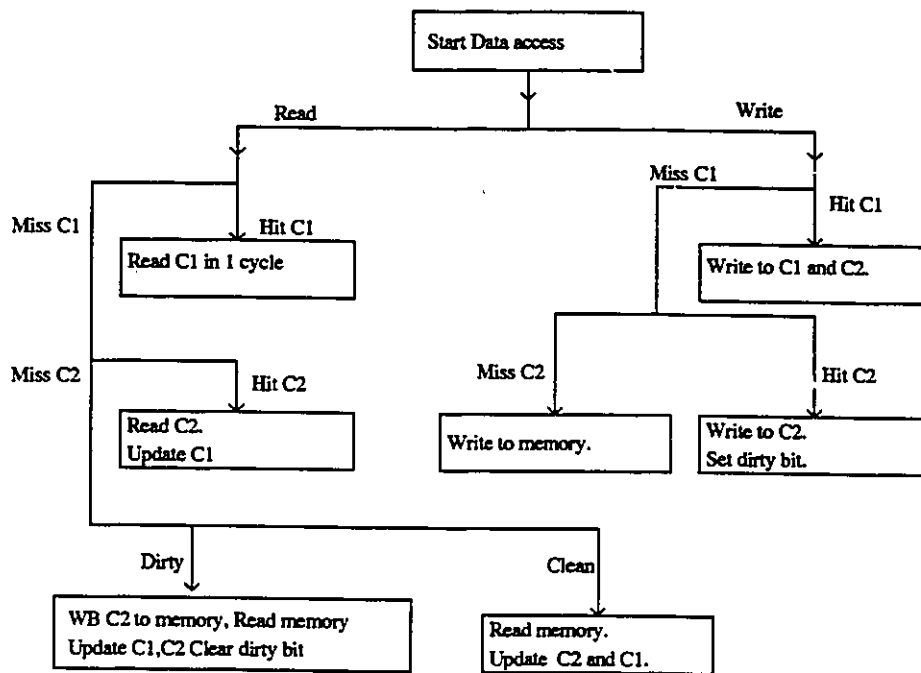 Start Data access
Read
Write
Miss C1
Miss C1
Hit C1
Hit C1
Read C1 in 1 cycle
Write to C1 and C2.
Miss C2
Hit C2
Miss C2
Hit C2
Read C2.
Update C1
Write to memory.
Write to C2.
Set dirty bit.
Dirty
Clean
WB C2 to memory, Read memory
Update C1,C2 Clear dirty bit
Read memory.
Update C2 and C1.